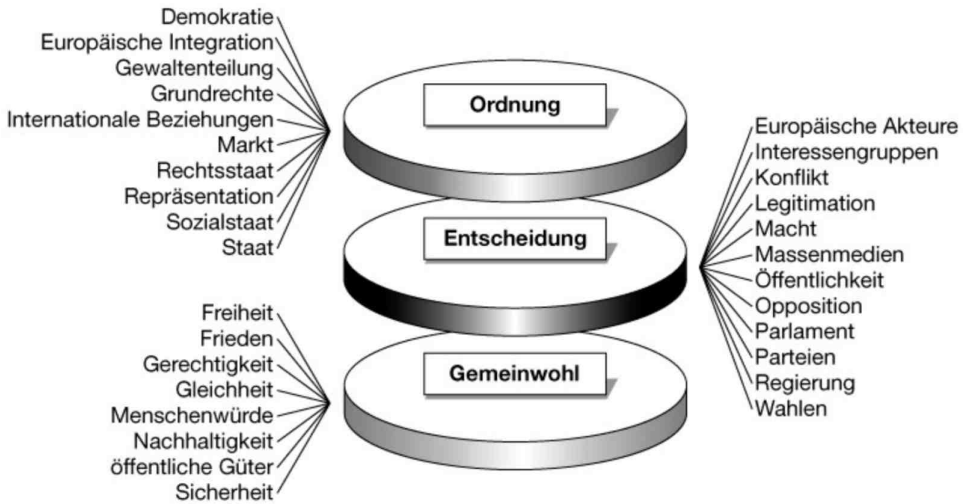 Demokratie
Europäische Integration
Gewaltenteilung
Grundrechte
Internationale Beziehungen
Markt
Rechtsstaat
Repräsentation
Sozialstaat
Staat
Ordnung
Entscheidung
Europäische Akteure
Interessengruppen
Konflikt
Legitimation
Macht
Massenmedien
Öffentlichkeit
Opposition
Parlament
Parteien
Regierung
Wahlen
Freiheit
Frieden
Gerechtigkeit
Gleichheit
Menschenwürde
Nachhaltigkeit
öffentliche Güter
Sicherheit
Gemeinwohl